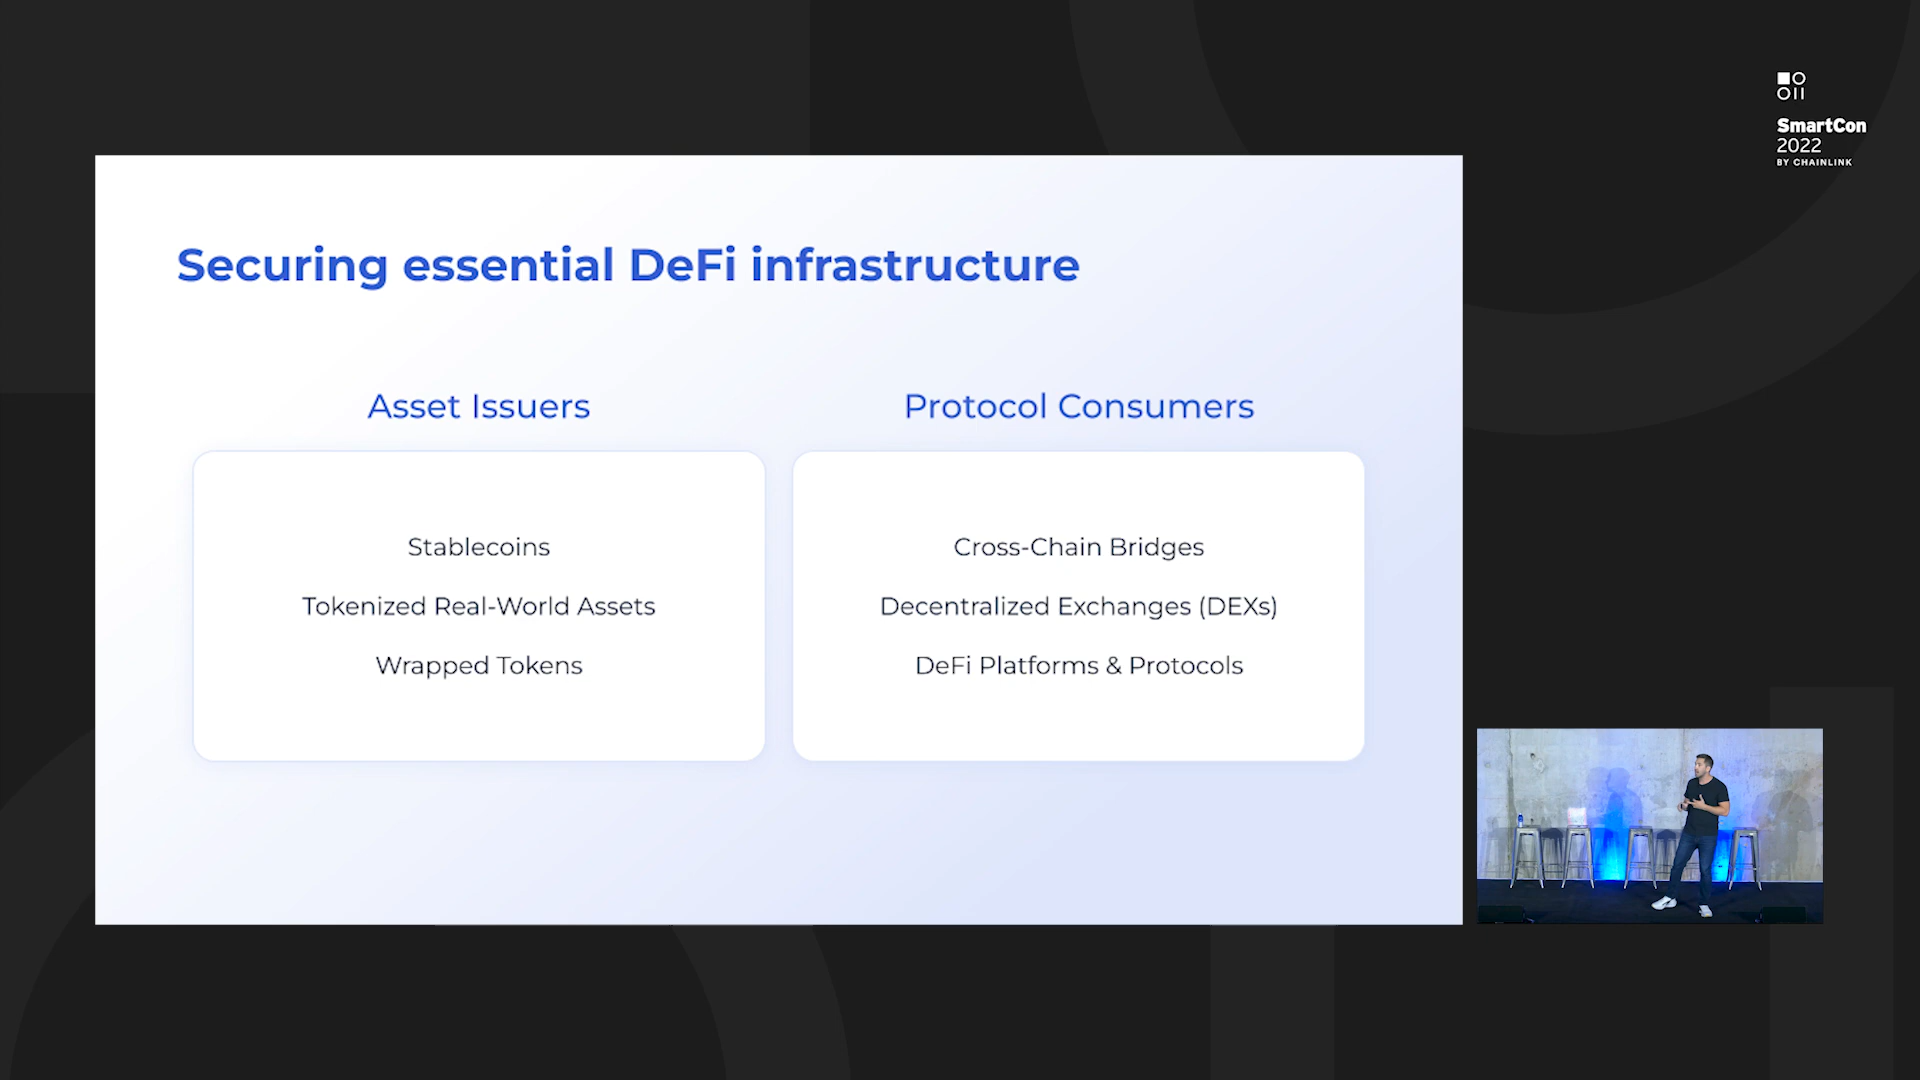 SmartCon
2022
BY CHAINLINK
Securing essential DeFi infrastructure
Asset Issuers
Stablecoins
Tokenized Real-World Assets
Wrapped Tokens
Protocol Consumers
Cross-Chain Bridges
Decentralized Exchanges (DEXs)
DeFi Platforms & Protocols